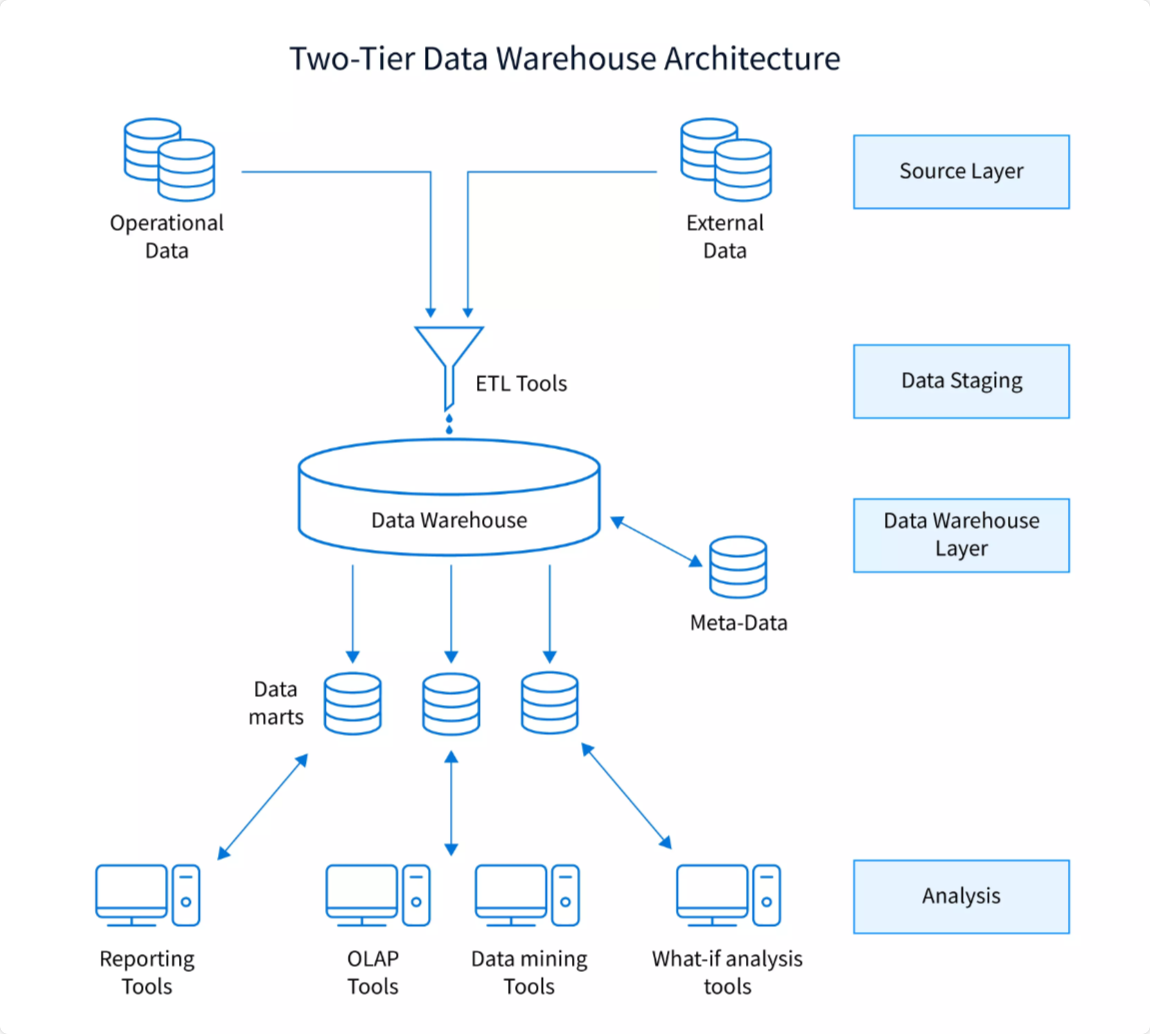 Two-Tier Data Warehouse Architecture
Operational
Data
External
Data
Source Layer
ETL Tools
Data Staging
Data Warehouse
Data Warehouse
Layer
Meta-Data
Data
marts
Analysis
Reporting
Tools
OLAP
Tools
Data mining
Tools
What-if analysis
tools